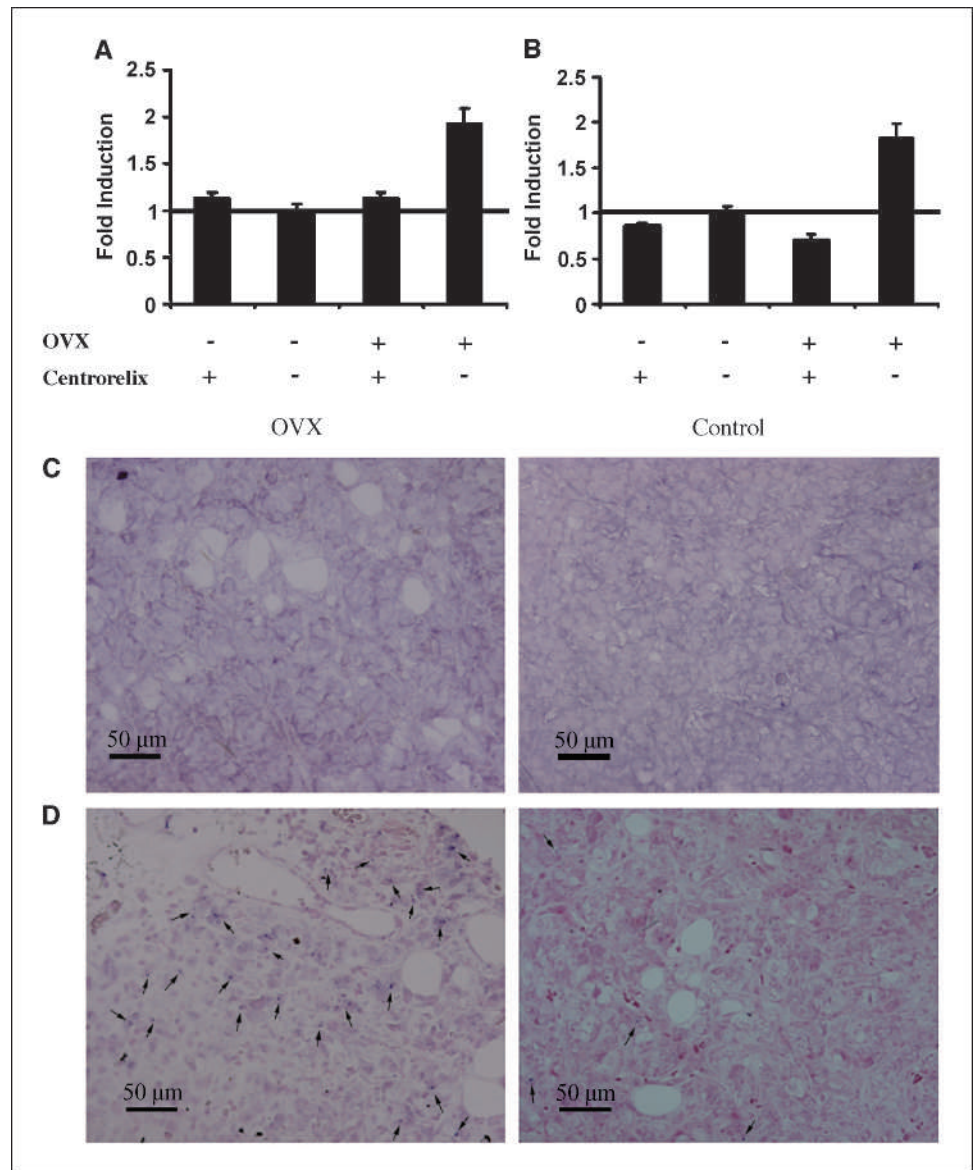 A
B
2.5
2
1.5
1
0.5
0
Fold Induction
2.5
2
1.5
1
0.5
0
Fold Induction
OVX - - + + - - + +
Centrorelix + - + - + - + -
OVX Control
C
50 µm
50 µm
D
50 µm
50 µm